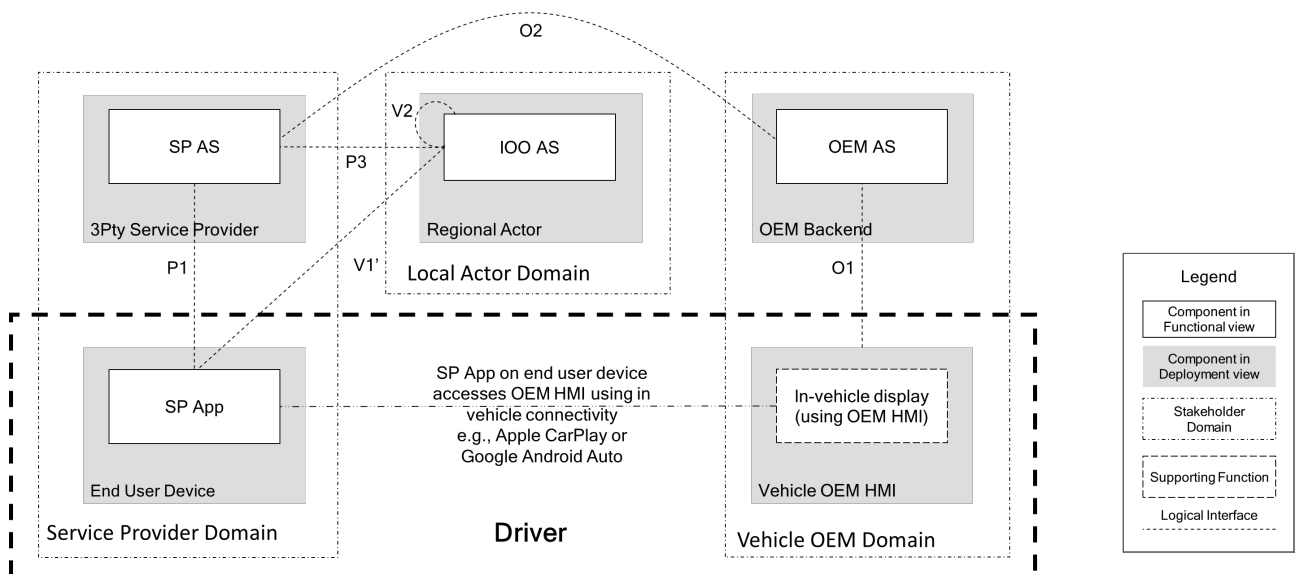 O2
SP AS
3Pty Service Provider
P3
V2
IOO AS
Regional Actor
Local Actor Domain
OEM AS
OEM Backend
P1
V1’
O1
SP App
End User Device
Service Provider Domain
SP App on end user device
accesses OEM HMI using in
vehicle connectivity
e.g., Apple CarPlay or
Google Android Auto
Driver
In-vehicle display
(using OEM HMI)
Vehicle OEM HMI
Vehicle OEM Domain
Legend
Component in
Functional view
Component in
Deployment view
Stakeholder
Domain
Supporting Function
Logical Interface